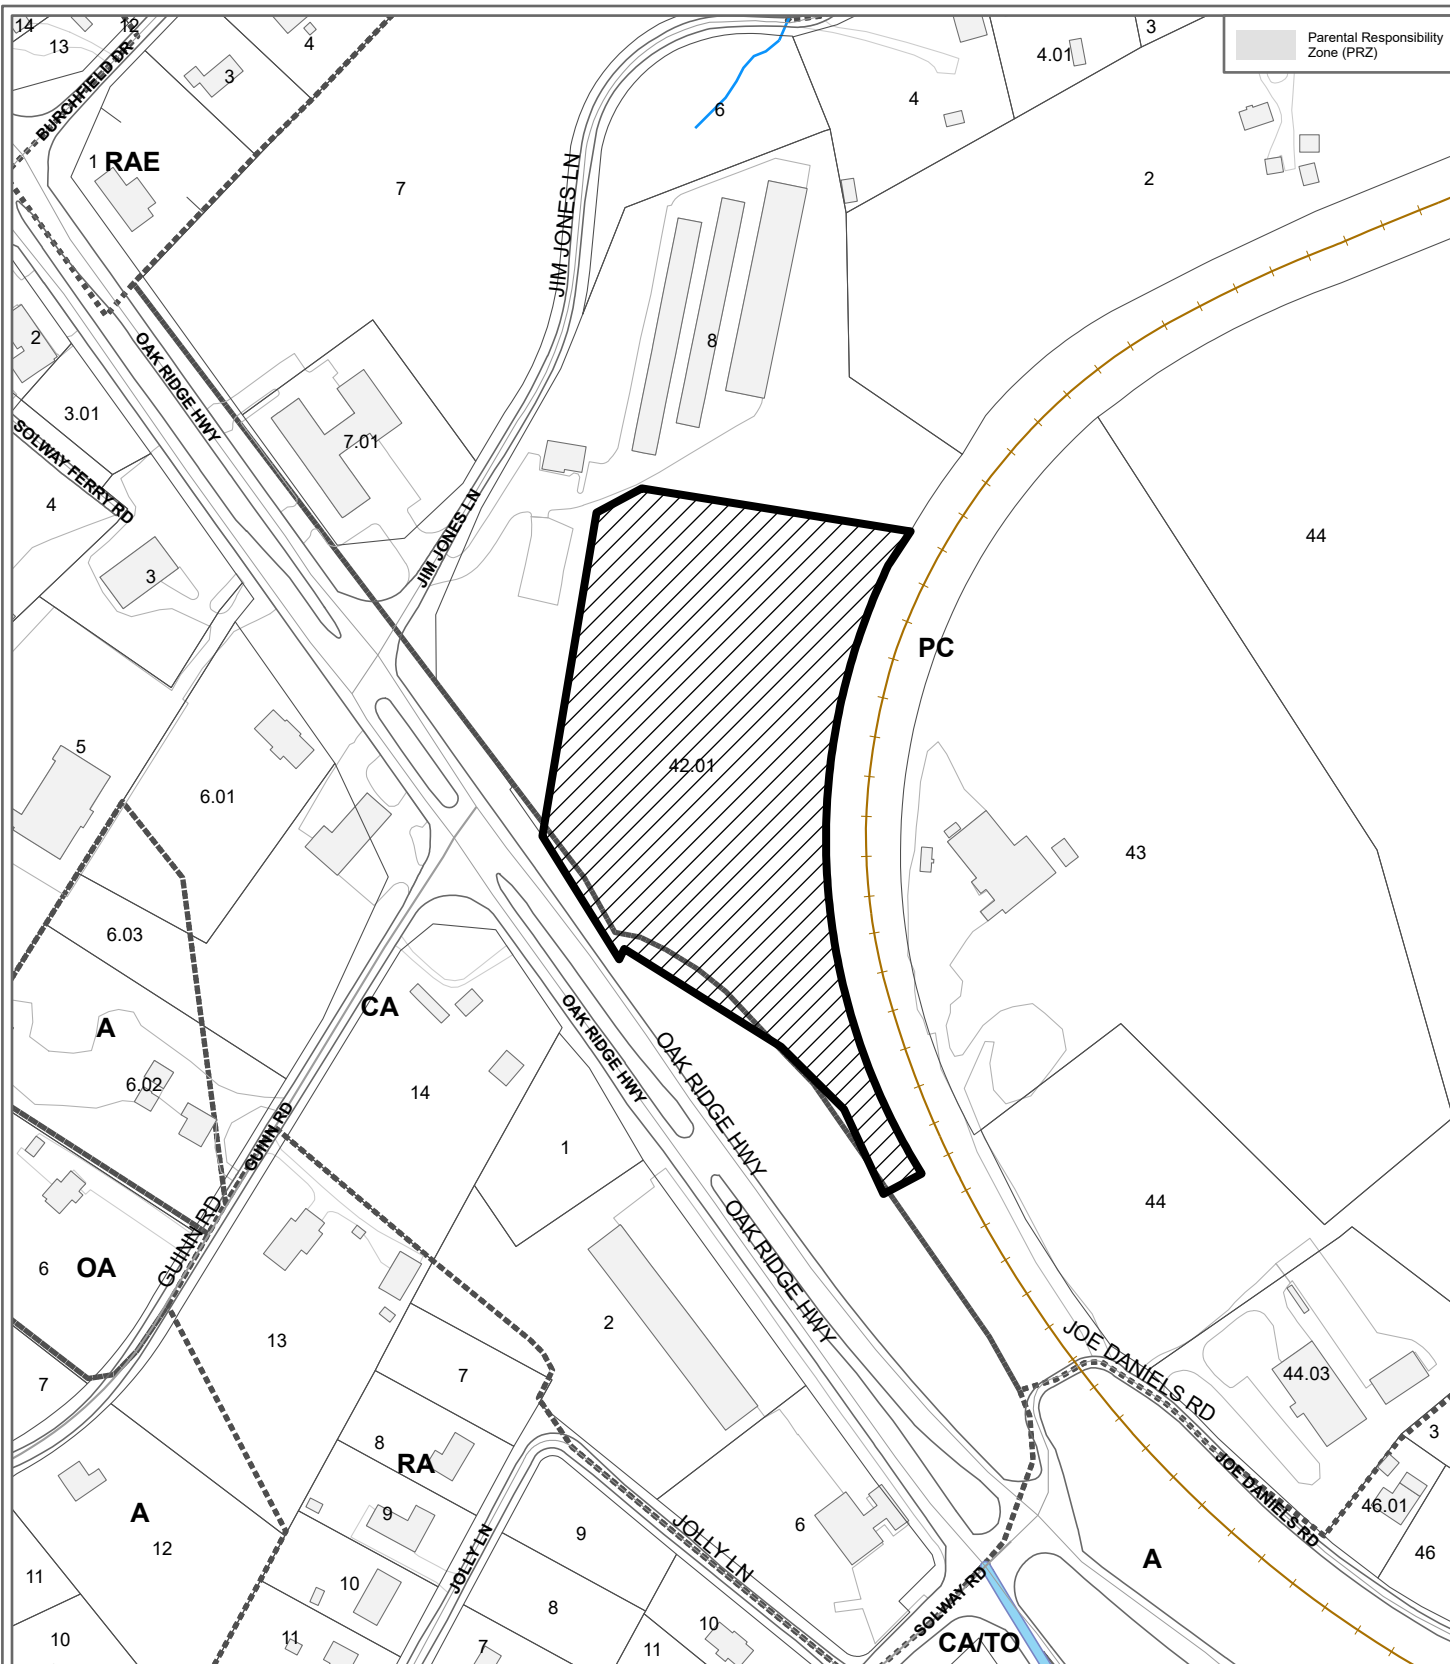 14
12
13
4
3
BURCHFIELD DR
3
1
RAE
7
JIM JONES LN
6
4
4.01
3
Parental Responsibility
Zone (PRZ)
2
2
OAK RIDGE HWY
8
3.01
7.01
SOLWAY FERRY RD
4
3
JIM JONES LN
44
PC
42.01
5
6.01
43
6.03
CA
A
OAK RIDGE HWY
OAK RIDGE HWY
6.02
14
GUINN RD
1
GUINN RD
44
OAK RIDGE HWY
6
OA
13
2
JOE DANIELS RD
7
7
44.03
8
RA
3
JOE DANIELS RD
A
9
46.01
12
9
JOLLY LN
6
JOLLY LN
A
46
11
10
8
SOLWAY RD
10
11
7
11
10
CA/TO